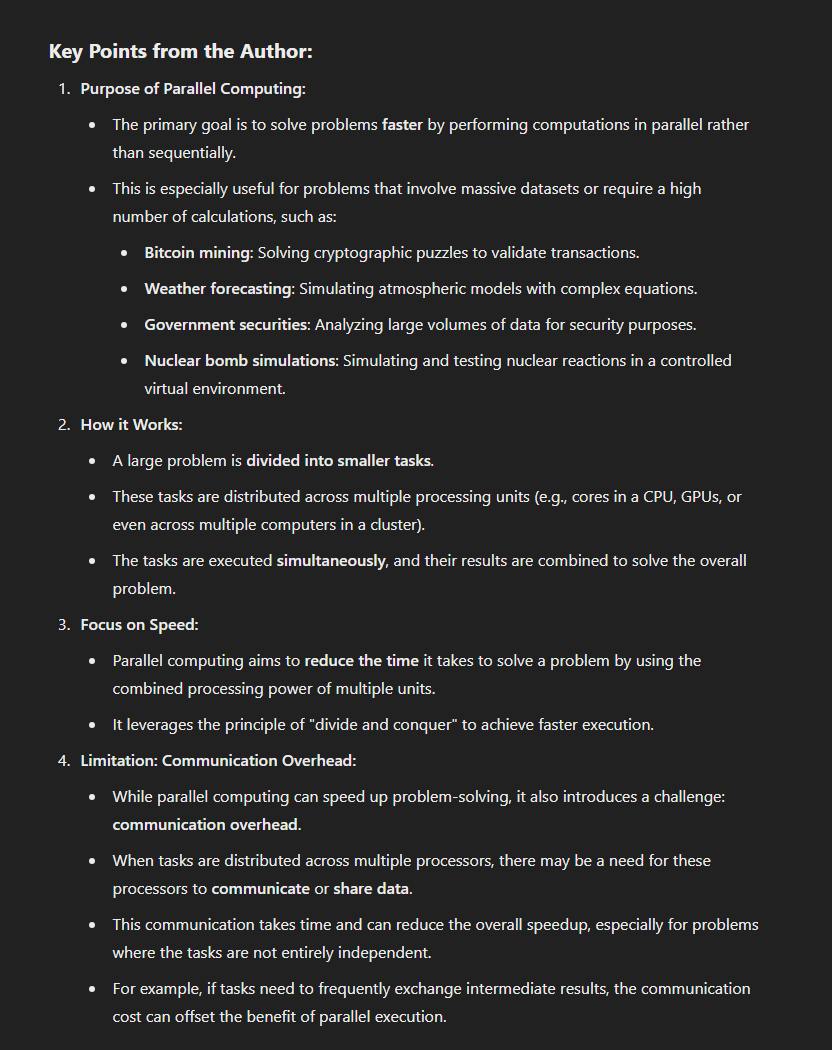 Key Points from the Author:
1. Purpose of Parallel Computing:
• The primary goal is to solve problems faster by performing computations in parallel rather
than sequentially.
• This is especially useful for problems that involve massive datasets or require a high
number of calculations, such as:
• Bitcoin mining: Solving cryptographic puzzles to validate transactions.
• Weather forecasting: Simulating atmospheric models with complex equations.
• Government securities: Analyzing large volumes of data for security purposes.
• Nuclear bomb simulations: Simulating and testing nuclear reactions in a controlled
virtual environment.
2. How it Works:
• A large problem is divided into smaller tasks.
• These tasks are distributed across multiple processing units (e.g., cores in a CPU, GPUs, or
even across multiple computers in a cluster).
• The tasks are executed simultaneously, and their results are combined to solve the overall
problem.
3. Focus on Speed:
• Parallel computing aims to reduce the time it takes to solve a problem by using the
combined processing power of multiple units.
• It leverages the principle of "divide and conquer" to achieve faster execution.
4. Limitation: Communication Overhead:
• While parallel computing can speed up problem-solving, it also introduces a challenge:
communication overhead.
• When tasks are distributed across multiple processors, there may be a need for these
processors to communicate or share data.
• This communication takes time and can reduce the overall speedup, especially for problems
where the tasks are not entirely independent.
• For example, if tasks need to frequently exchange intermediate results, the communication
cost can offset the benefit of parallel execution.